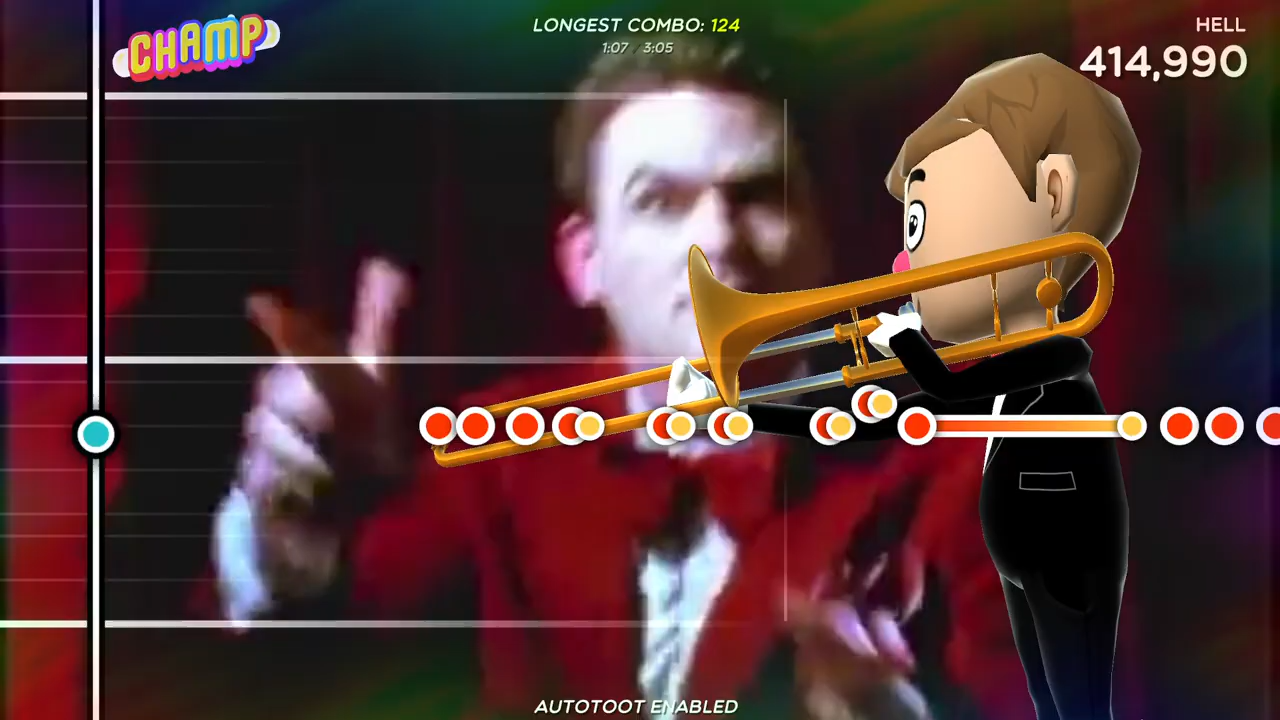 CHAMP
LONGEST COMBO: 124
1:07 / 3:05
HELL
414,990
AUTOTOOT ENABLED